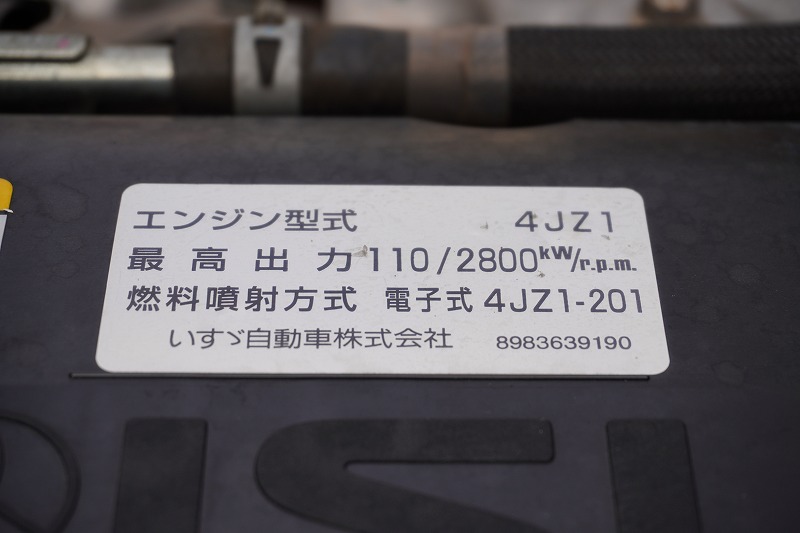 エンジン型式 4JZ1
最高出力 110/2800kW/r.p.m.
燃料噴射方式 電子式 4JZ1-201
いすゞ自動車株式会社 8983639190